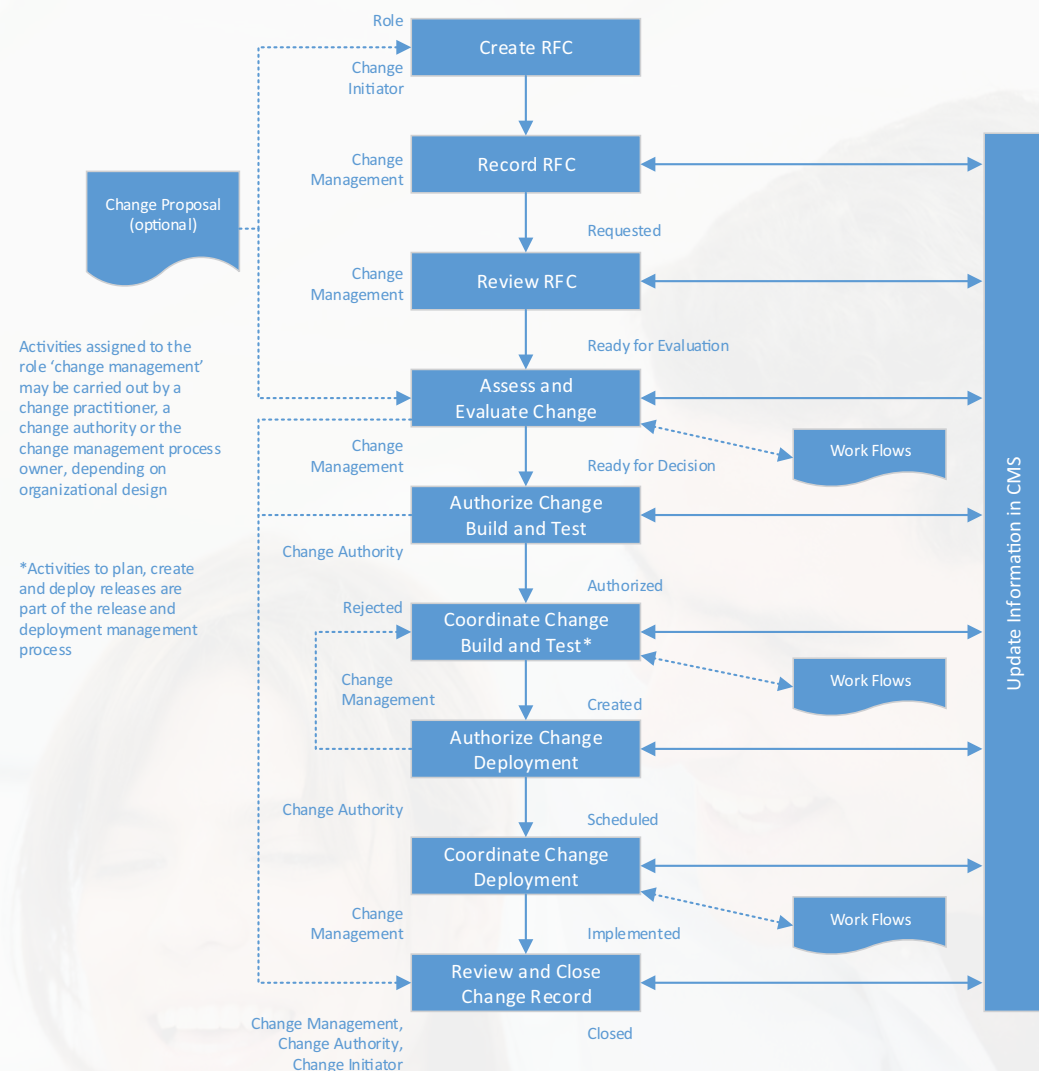 Role
Create RFC
Change
Initiator
Change
Management
Record RFC
Change Proposal
(optional)
Requested
Change
Management
Review RFC
Ready for Evaluation
Activities assigned to the
role ‘change management’
may be carried out by a
change practitioner, a
change authority or the
change management process
owner, depending on
organizational design
Assess and
Evaluate Change
Change
Management
Work Flows
Ready for Decision
Authorize Change
Build and Test
Change Authority
Authorized
*Activities to plan, create
and deploy releases are
part of the release and
deployment management
process
Rejected
Coordinate Change
Build and Test*
Update Information in CMS
Change
Management
Work Flows
Created
Authorize Change
Deployment
Change Authority
Scheduled
Coordinate Change
Deployment
Change
Management
Work Flows
Implemented
Review and Close
Change Record
Change Management,
Change Authority,
Change Initiator
Closed